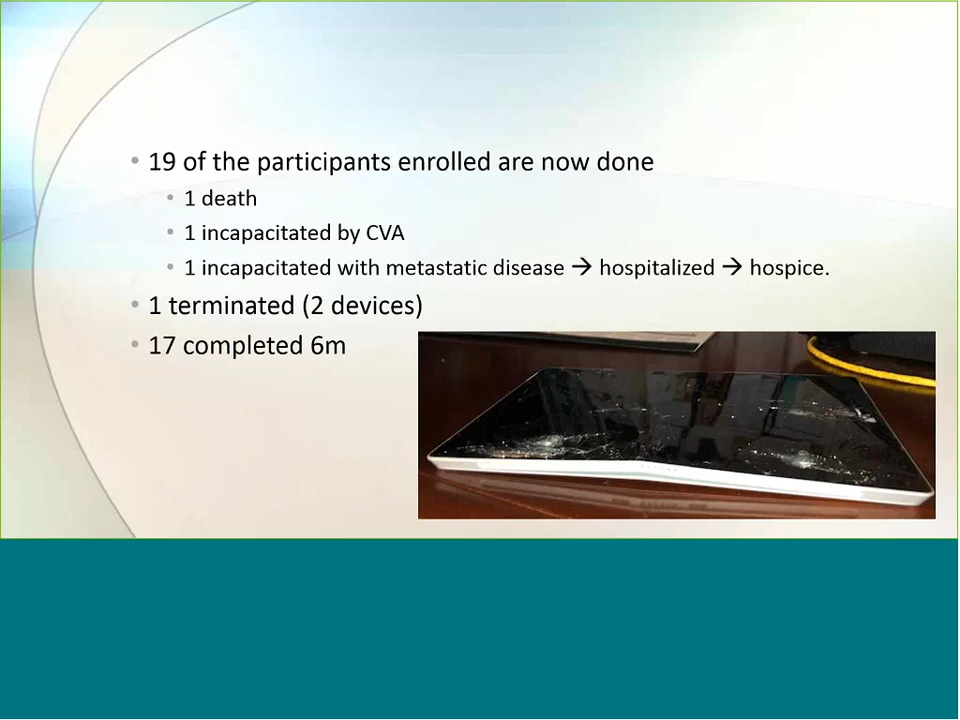 • 19 of the participants enrolled are now done
• 1 death
• 1 incapacitated by CVA
• 1 incapacitated with metastatic disease → hospitalized → hospice.
• 1 terminated (2 devices)
• 17 completed 6m